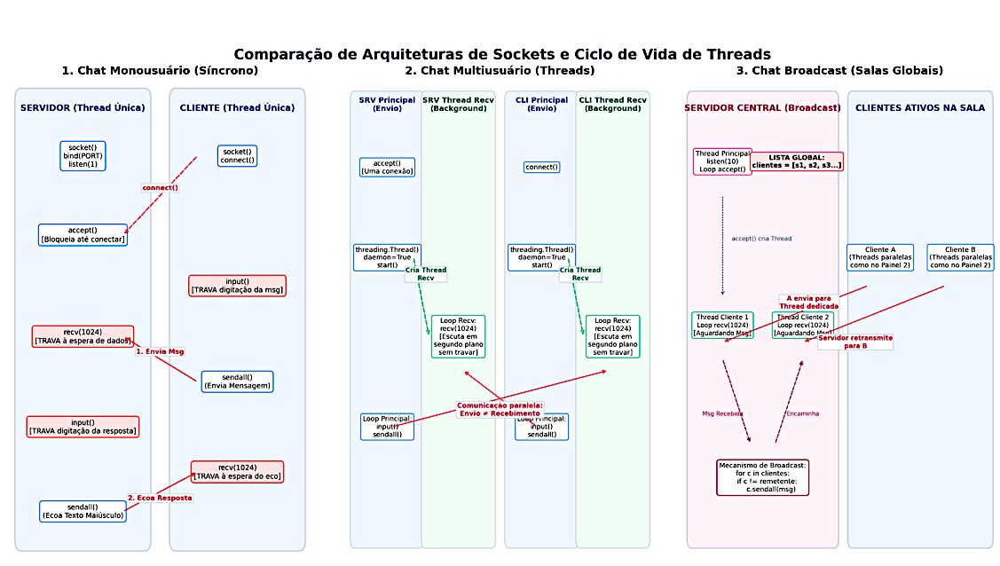 Comparação de Arquiteturas de Sockets e Ciclo de Vida de Threads
1. Chat Monousuário (Síncrono)
SERVIDOR (Thread Única)
CLIENTE (Thread Única)
socket()
bind(PORT)
listen(1)
socket()
connect()
connect()
accept()
[Bloqueia até conectar]
input()
[TRAVA digitação da msg]
recv(1024)
[TRAVA à espera de dados]
1. Envia Msg
sendall()
(Envia Mensagem)
input()
[TRAVA digitação da resposta]
recv(1024)
[TRAVA à espera do eco]
2. Ecoa Resposta
sendall()
(Ecoa Texto Maiúsculo)
2. Chat Multiusuário (Threads)
SRV Principal
(Envio)
SRV Thread Recv
(Background)
CLI Principal
(Envio)
CLI Thread Recv
(Background)
accept()
[Uma conexão]
connect()
threading.Thread()
daemon=True
start()
Cria Thread
Recv
threading.Thread()
daemon=True
start()
Cria Thread
Recv
Loop Recv:
recv(1024)
[Escuta em
segundo plano
sem travar]
Loop Recv:
recv(1024)
[Escuta em
segundo plano
sem travar]
Comunicação paralela:
Envio ≠ Recebimento
Loop Principal:
input()
sendall()
Loop Principal:
input()
sendall()
3. Chat Broadcast (Salas Globais)
SERVIDOR CENTRAL (Broadcast)
CLIENTES ATIVOS NA SALA
Thread Principal
listen(10)
Loop accept()
LISTA GLOBAL:
clientes = [s1, s2, s3...]
accept() cria Thread
Cliente A
(Threads paralelas
como no Painel 2)
Cliente B
(Threads paralelas
como no Painel 2)
A envia para
Thread dedicada
Thread Cliente 1
Loop recv(1024)
[Aguardando Msg]
Thread Cliente 2
Loop recv(1024)
[Aguardando Msg]
Servidor retransmite
para B
Msg Recebida
Encaminha
Mecanismo de Broadcast:
for c in clientes:
if c != remetente:
c.sendall(msg)